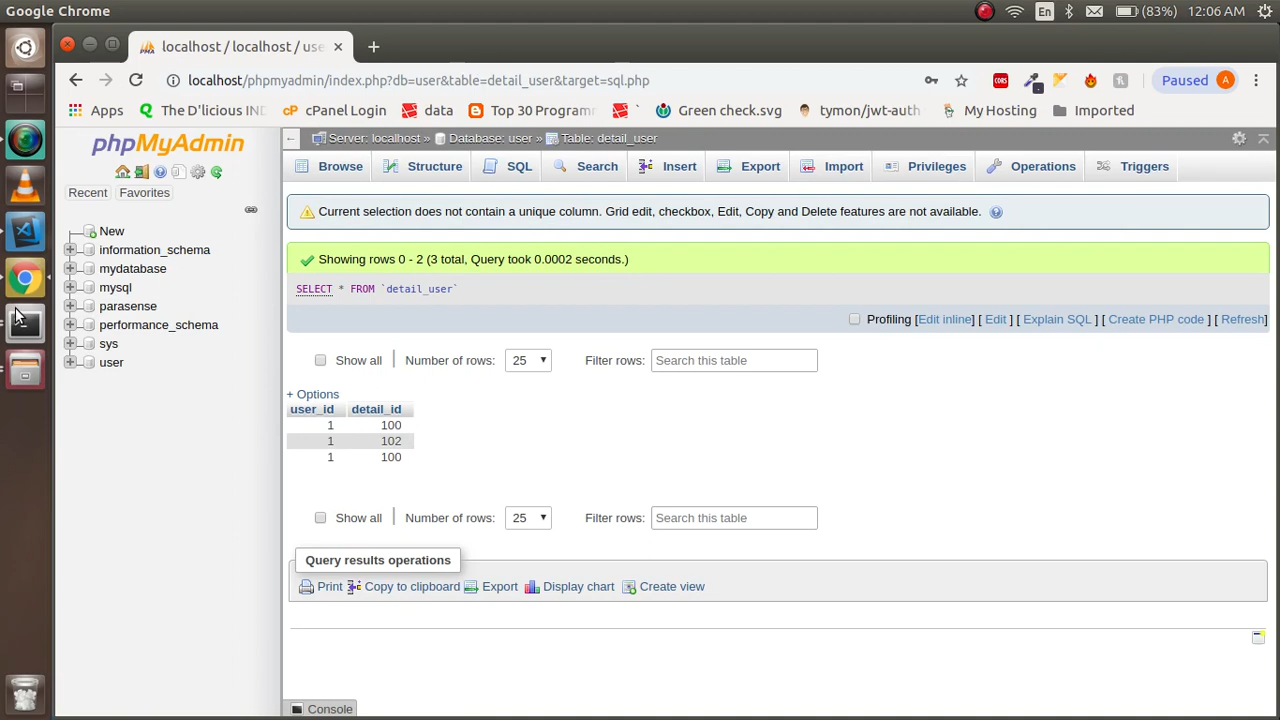 Google Chrome En (83%) 12:06 AM
localhost / localhost / use
localhost/phpmyadmin/index.php?db=user&table=detail_user&target=sql.php CORS Paused A
Apps The D'licious IND cPanel Login data Top 30 Program Green check.svg tymon/jwt-auth My Hosting Imported
phpMyAdmin
Recent Favorites
New
information_schema
mydatabase
mysql
parasense
performance_schema
sys
user
Server: localhost » Database: user » Table: detail_user
Browse Structure SQL Search Insert Export Import Privileges Operations Triggers
Current selection does not contain a unique column. Grid edit, checkbox, Edit, Copy and Delete features are not available.
Showing rows 0 - 2 (3 total, Query took 0.0002 seconds.)
SELECT * FROM `detail_user`
Profiling [Edit inline] [ Edit ] [ Explain SQL ] [ Create PHP code ] [ Refresh]
Show all Number of rows: 25 Filter rows: Search this table
+ Options
user_id detail_id
1 100
1 102
1 100
Show all Number of rows: 25 Filter rows: Search this table
Query results operations
Print Copy to clipboard Export Display chart Create view
Console